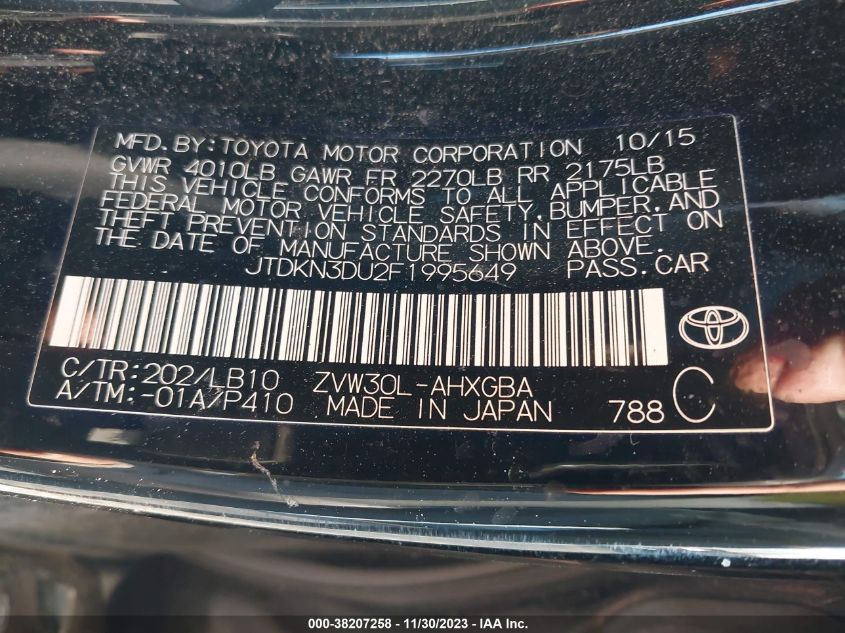 MFD. BY: TOYOTA MOTOR CORPORATION 10/15
GVWR 4010LB GAWR FR 2270LB RR 2175LB
THIS VEHICLE CONFORMS TO ALL APPLICABLE
FEDERAL MOTOR VEHICLE SAFETY, BUMPER, AND
THEFT PREVENTION STANDARDS IN EFFECT ON
THE DATE OF MANUFACTURE SHOWN ABOVE.
JTDKN3DU2F1995649 PASS. CAR
C/TR: 202/LB10 ZVW30L-AHXGBA
A/TM: -01A/P410 MADE IN JAPAN 788 C
000-38207258 - 11/30/2023 - IAA Inc.